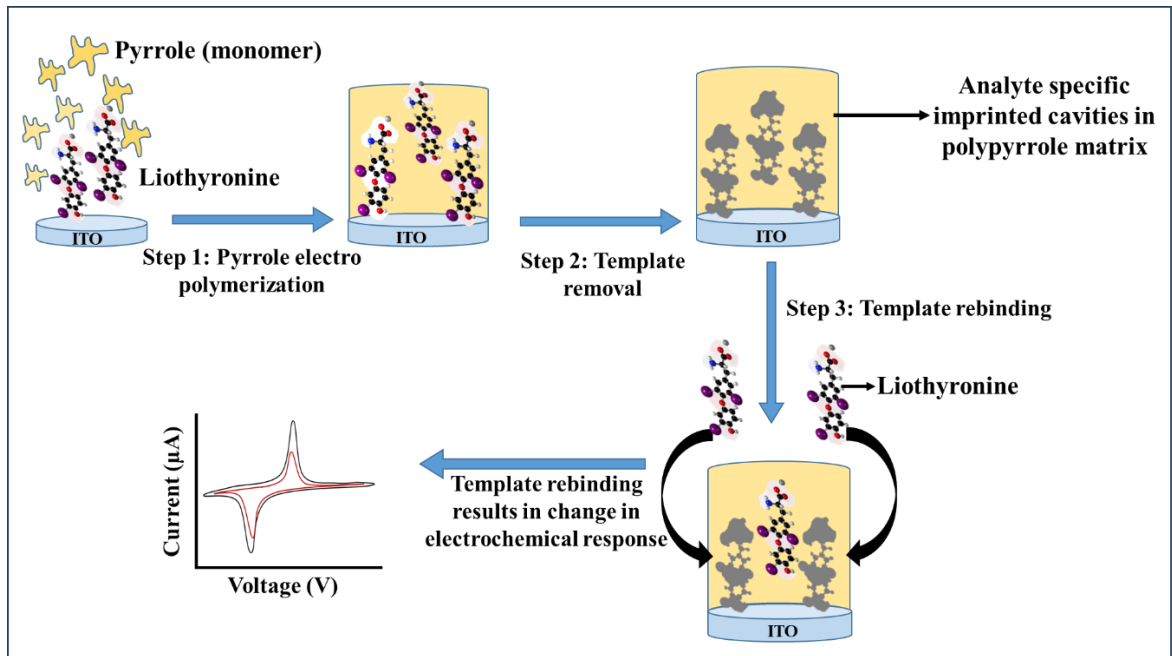 Pyrrole (monomer)
Liothyronine
ITO
Step 1: Pyrrole electro
polymerization
ITO
Step 2: Template
removal
ITO
Analyte specific
imprinted cavities in
polypyrrole matrix
Step 3: Template rebinding
Liothyronine
ITO
Template rebinding
results in change in
electrochemical response
Current (µA)
Voltage (V)